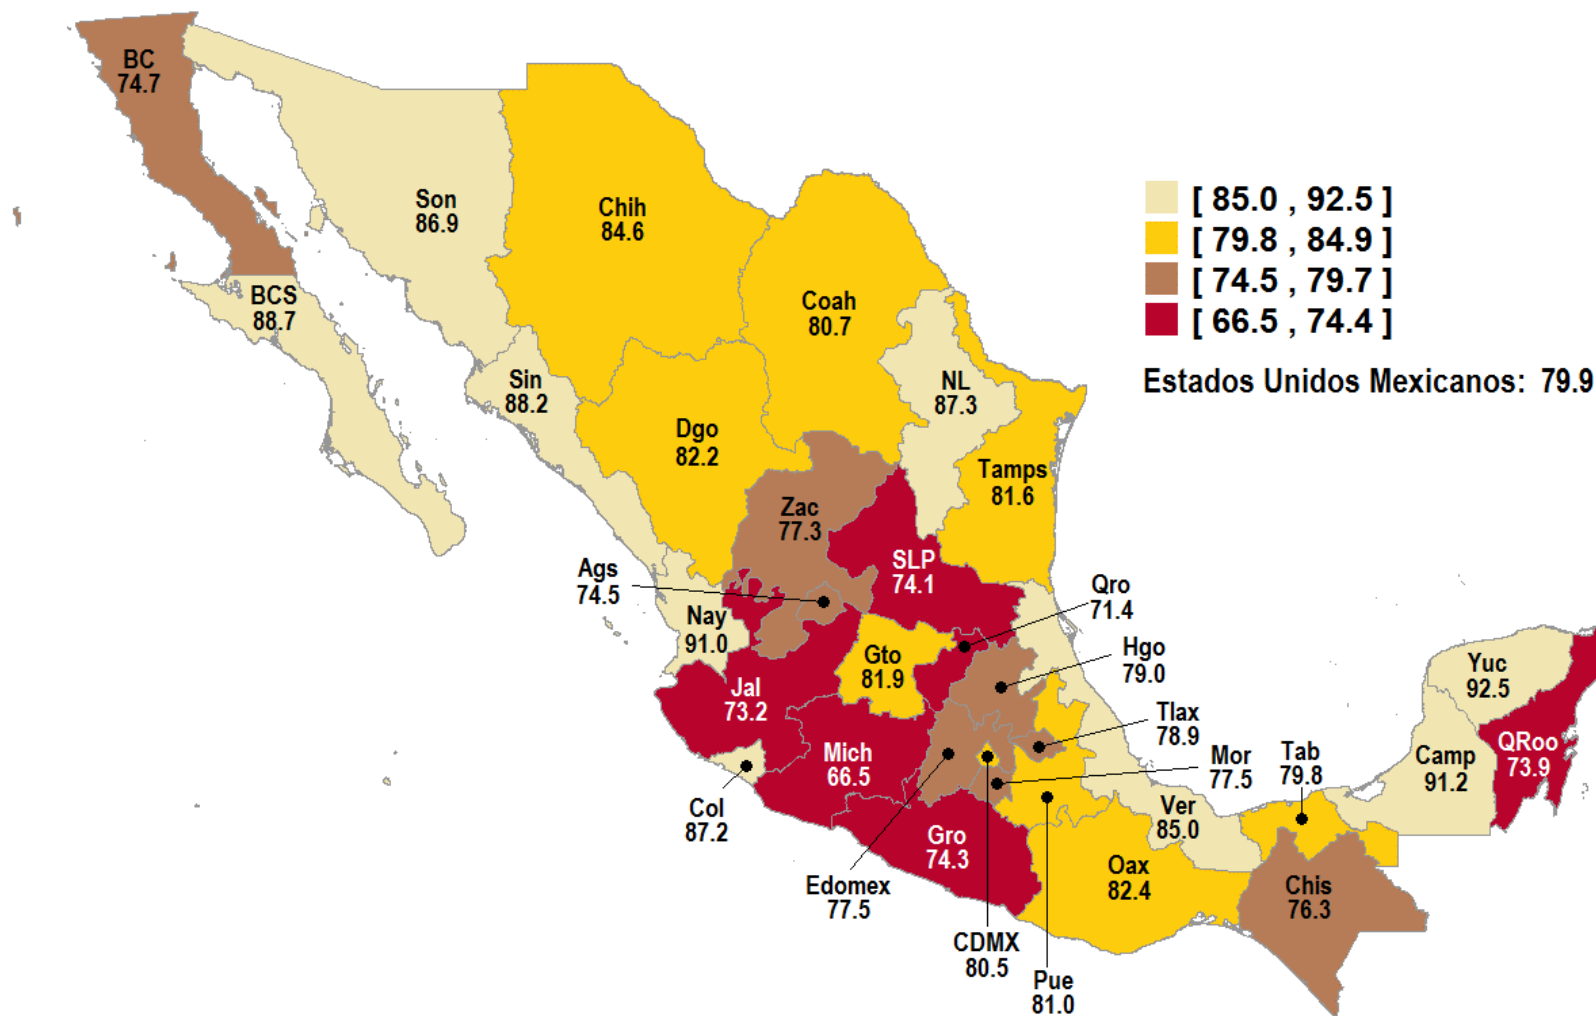 BC
74.7
Son
86.9
Chih
84.6
[ 85.0 , 92.5 ]
[ 79.8 , 84.9 ]
[ 74.5 , 79.7 ]
[ 66.5 , 74.4 ]
Estados Unidos Mexicanos: 79.9
BCS
88.7
Coah
80.7
Sin
88.2
NL
87.3
Dgo
82.2
Tamps
81.6
Zac
77.3
SLP
74.1
Ags
74.5
Qro
71.4
Nay
91.0
Gto
81.9
Hgo
79.0
Yuc
92.5
Jal
73.2
Tlax
78.9
Mich
66.5
Mor
77.5
Tab
79.8
Camp
91.2
QRoo
73.9
Col
87.2
Ver
85.0
Gro
74.3
Oax
82.4
Edomex
77.5
Chis
76.3
CDMX
80.5
Pue
81.0